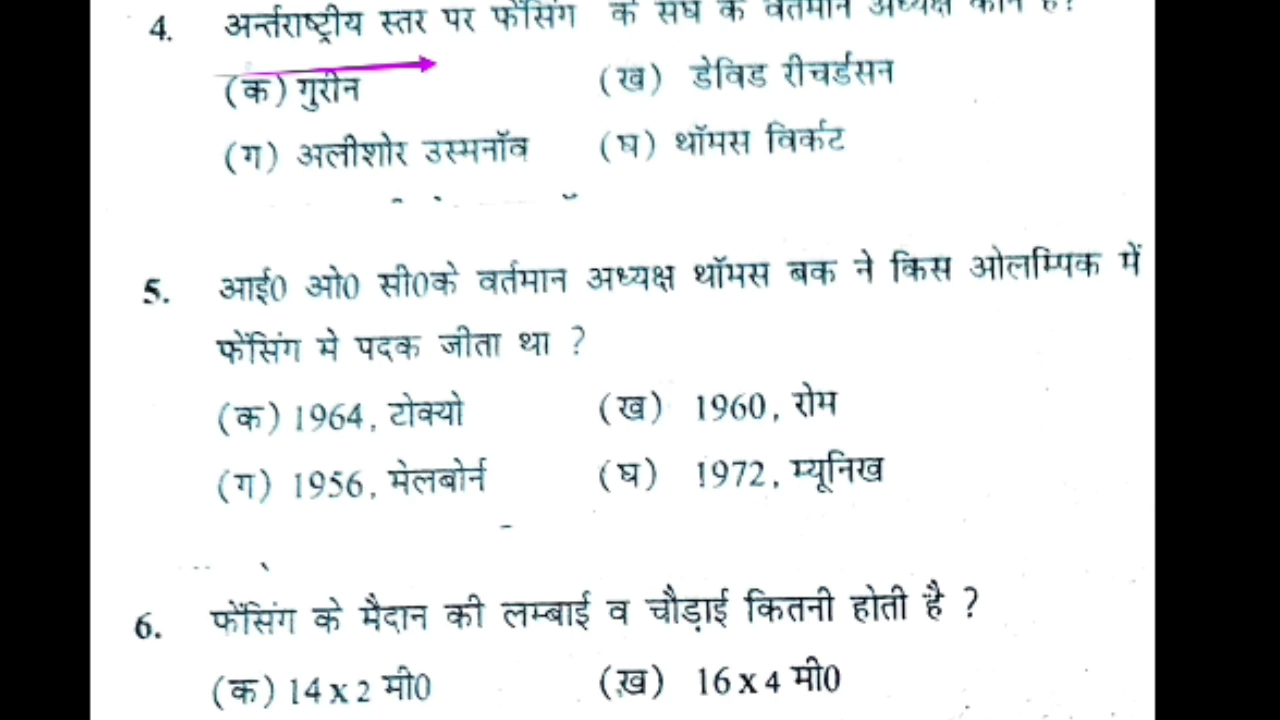 4. अर्न्तराष्ट्रीय स्तर पर फेंसिंग के संघ के वर्तमान अध्यक्ष कौन है?
(क) गुरीन (ख) डेविड रीचर्डसन
(ग) अलीशोर उस्मनॉव (घ) थॉमस विर्कट
5. आई0 ओ0 सी0के वर्तमान अध्यक्ष थॉमस बक ने किस ओलम्पिक में
फेंसिंग मे पदक जीता था ?
(क) 1964, टोक्यो (ख) 1960, रोम
(ग) 1956, मेलबोर्न (घ) 1972, म्यूनिख
6. फेंसिंग के मैदान की लम्बाई व चौड़ाई कितनी होती है ?
(क) 14 x 2 मी0 (ख) 16 x 4 मी0